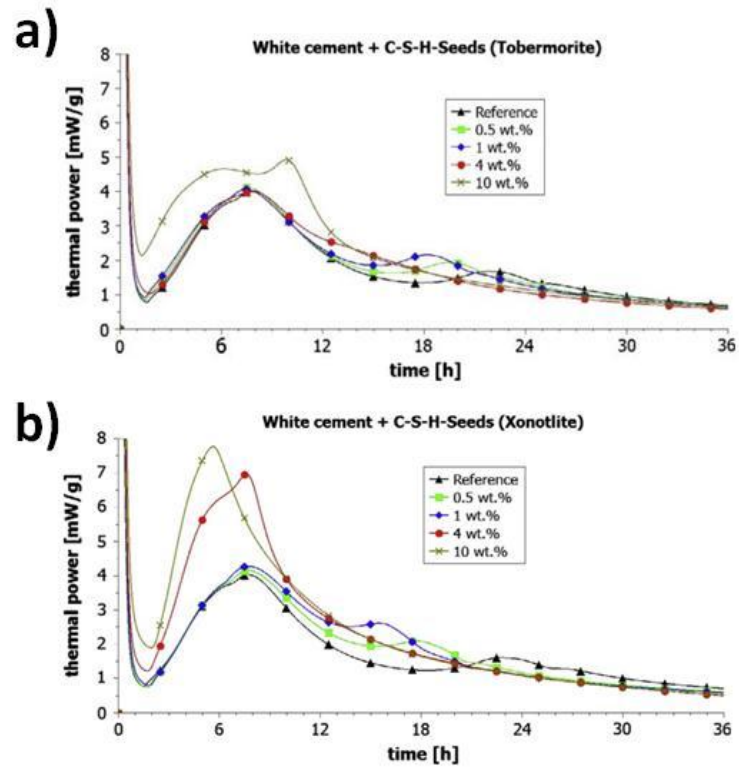 a)
White cement + C-S-H-Seeds (Tobermorite)
8
7
6
5
4
3
2
1
0
thermal power [mW/g]
Reference
0.5 wt.%
1 wt.%
4 wt.%
10 wt.%
0 6 12 18 24 30 36
time [h]
b)
White cement + C-S-H-Seeds (Xonotlite)
8
7
6
5
4
3
2
1
0
thermal power [mW/g]
Reference
0.5 wt.%
1 wt.%
4 wt.%
10 wt.%
0 6 12 18 24 30 36
time [h]